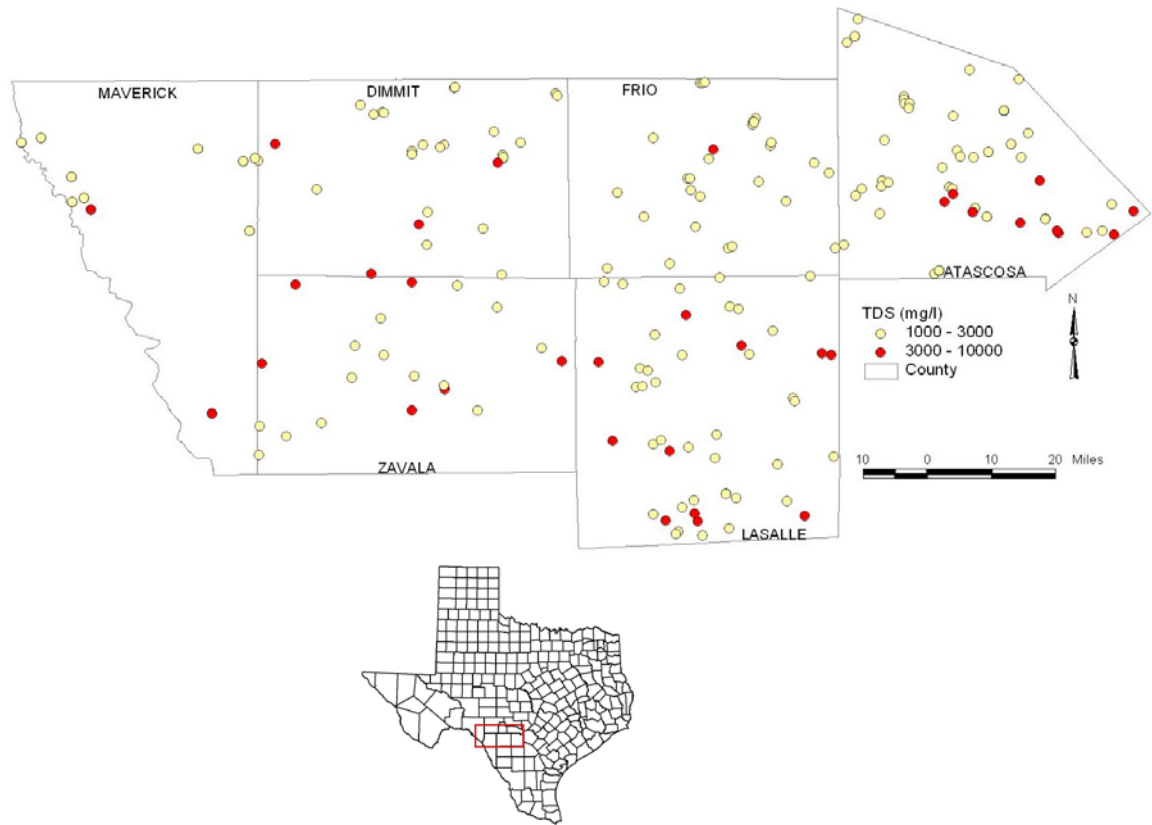 MAVERICK
DIMMIT
FRIO
ATASCOSA
N
TDS (mg/l)
1000 - 3000
3000 - 10000
County
ZAVALA
10 0 10 20 Miles
LASALLE